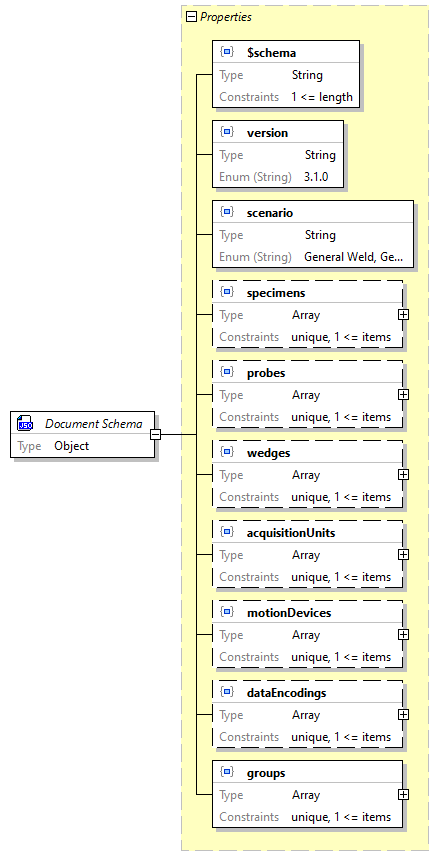 Properties
$schema
Type String
Constraints 1 <= length
version
Type String
Enum (String) 3.1.0
scenario
Type String
Enum (String) General Weld, Ge...
specimens
Type Array
Constraints unique, 1 <= items
probes
Type Array
Constraints unique, 1 <= items
Document Schema
Type Object
wedges
Type Array
Constraints unique, 1 <= items
acquisitionUnits
Type Array
Constraints unique, 1 <= items
motionDevices
Type Array
Constraints unique, 1 <= items
dataEncodings
Type Array
Constraints unique, 1 <= items
groups
Type Array
Constraints unique, 1 <= items